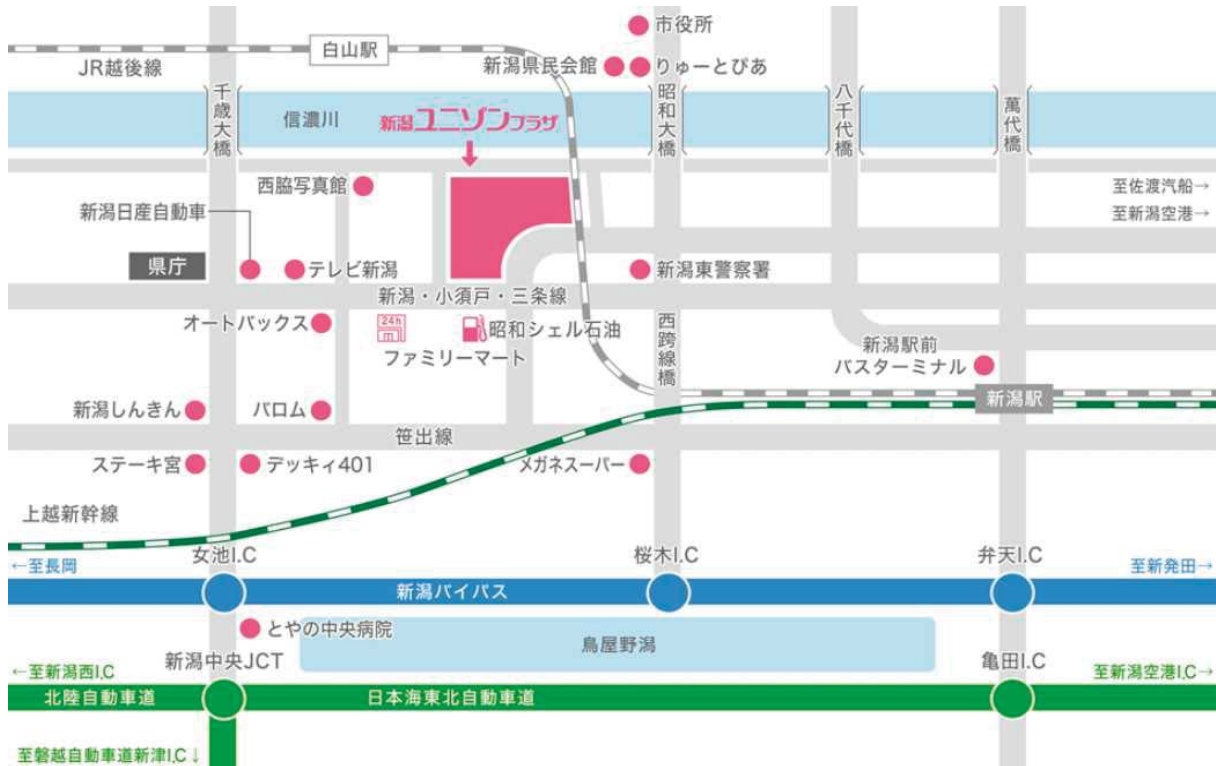 市役所
白山駅
新潟県民会館
りゅーとぴあ
JR越後線
千歳大橋
信濃川
新潟ユニゾンプラザ
↓
昭和大橋
八千代橋
萬代橋
西脇写真館
至佐渡汽船→
新潟日産自動車
至新潟空港→
県庁
テレビ新潟
新潟東警察署
新潟・小須戸・三条線
オートバックス
24h
昭和シェル石油
ファミリーマート
西跨線橋
新潟駅前
バスターミナル
新潟駅
新潟しんきん
パロム
笹出線
ステーキ宮
デッキィ401
メガネスーパー
上越新幹線
女池I.C
桜木I.C
弁天I.C
←至長岡
新潟バイパス
至新発田→
とやの中央病院
鳥屋野潟
新潟中央JCT
亀田I.C
←至新潟西I.C
至新潟空港I.C→
北陸自動車道
日本海東北自動車道
至磐越自動車道新津I.C↓